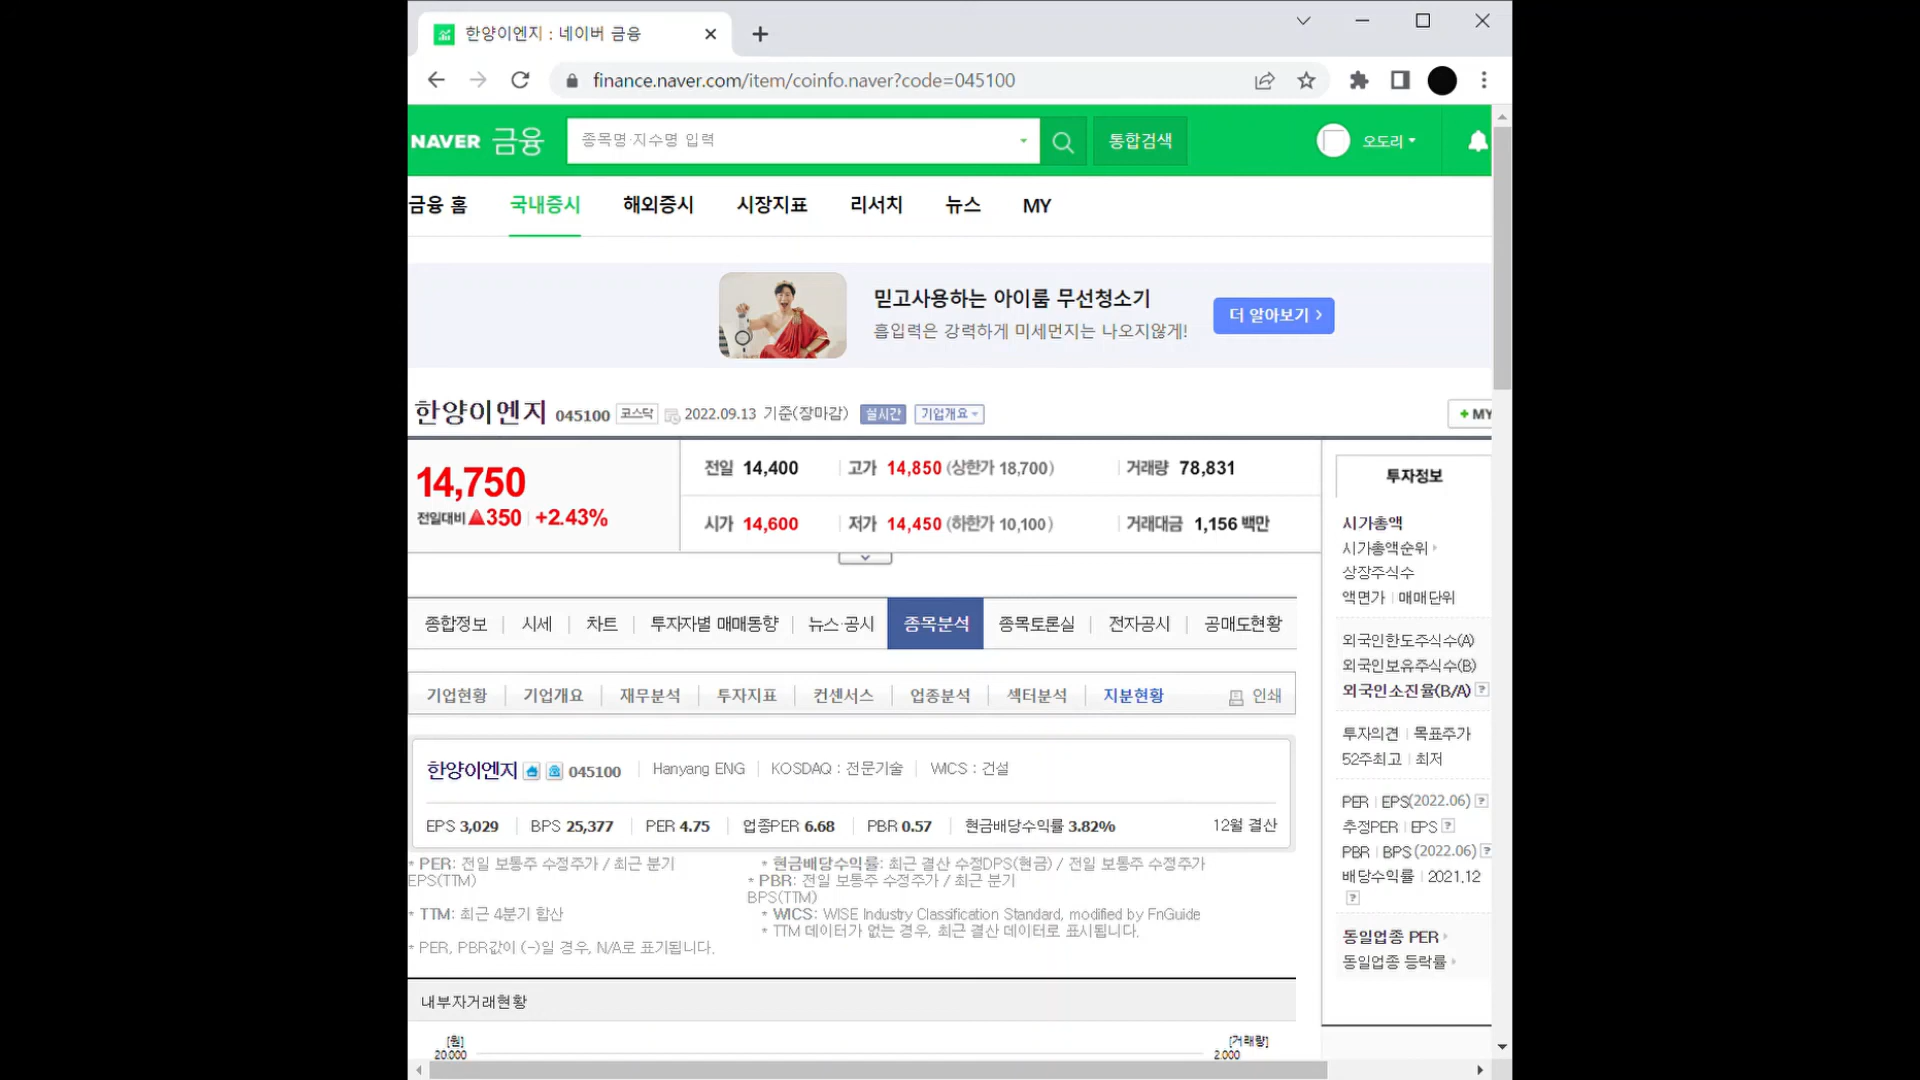 한양이엔지 : 네이버 금융
finance.naver.com/item/coinfo.naver?code=045100
NAVER 금융
종목명·지수명 입력
통합검색
오도리
금융 홈 국내증시 해외증시 시장지표 리서치 뉴스 MY
믿고사용하는 아이룸 무선청소기
흡입력은 강력하게 미세먼지는 나오지않게!
더 알아보기 >
한양이엔지 045100 코스닥 2022.09.13 기준(장마감) 실시간 기업개요
+ MY
14,750
전일대비 ▲350 +2.43%
전일 14,400 고가 14,850 (상한가 18,700) 거래량 78,831
시가 14,600 저가 14,450 (하한가 10,100) 거래대금 1,156 백만
종합정보 시세 차트 투자자별 매매동향 뉴스·공시 종목분석 종목토론실 전자공시 공매도현황
기업현황 기업개요 재무분석 투자지표 컨센서스 업종분석 섹터분석 지분현황 인쇄
한양이엔지 045100 Hanyang ENG KOSDAQ : 전문기술 WICS : 건설
EPS 3,029 BPS 25,377 PER 4.75 업종PER 6.68 PBR 0.57 현금배당수익률 3.82% 12월 결산
* PER: 전일 보통주 수정주가 / 최근 분기
EPS(TTM)
* TTM: 최근 4분기 합산
* PER, PBR값이 (-)일 경우, N/A로 표기됩니다.
* 현금배당수익률: 최근 결산 수정DPS(현금) / 전일 보통주 수정주가
* PBR: 전일 보통주 수정주가 / 최근 분기
BPS(TTM)
* WICS: WISE Industry Classification Standard, modified by FnGuide
* TTM 데이터가 없는 경우, 최근 결산 데이터로 표시됩니다.
내부자거래현황
[원]
20,000
[거래량]
2,000
투자정보
시가총액
시가총액순위
상장주식수
액면가 | 매매단위
외국인한도주식수(A)
외국인보유주식수(B)
외국인소진율(B/A) ?
투자의견 | 목표주가
52주최고 | 최저
PER | EPS(2022.06) ?
추정PER | EPS ?
PBR | BPS (2022.06) ?
배당수익률 | 2021.12
?
동일업종 PER
동일업종 등락률